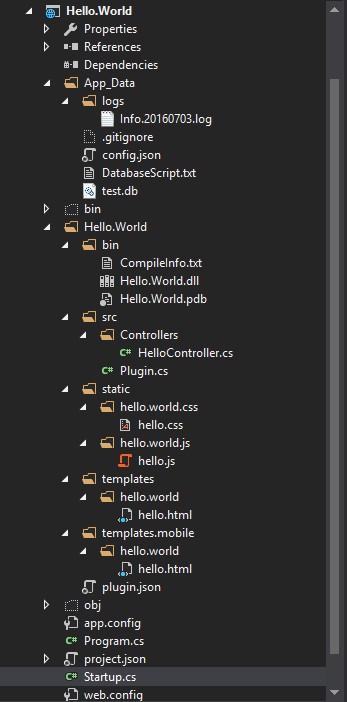 Hello.World
Properties
References
Dependencies
App_Data
logs
Info.20160703.log
.gitignore
config.json
DatabaseScript.txt
test.db
bin
Hello.World
bin
CompileInfo.txt
Hello.World.dll
Hello.World.pdb
src
Controllers
C# HelloController.cs
C# Plugin.cs
static
hello.world.css
hello.css
hello.world.js
hello.js
templates
hello.world
hello.html
templates.mobile
hello.world
hello.html
plugin.json
obj
app.config
C# Program.cs
project.json
C# Startup.cs
web.config